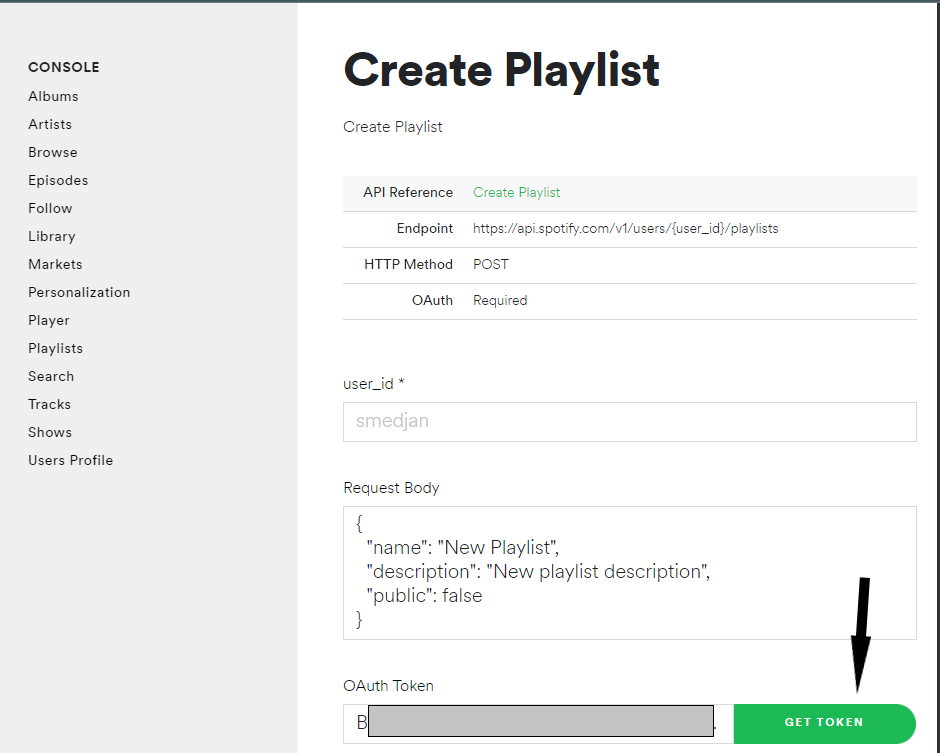 CONSOLE
Albums
Artists
Browse
Episodes
Follow
Library
Markets
Personalization
Player
Playlists
Search
Tracks
Shows
Users Profile
Create Playlist
Create Playlist
API Reference Create Playlist
Endpoint https://api.spotify.com/v1/users/{user_id}/playlists
HTTP Method POST
OAuth Required
user_id *
smedjan
Request Body
{
"name": "New Playlist",
"description": "New playlist description",
"public": false
}
OAuth Token
B
GET TOKEN